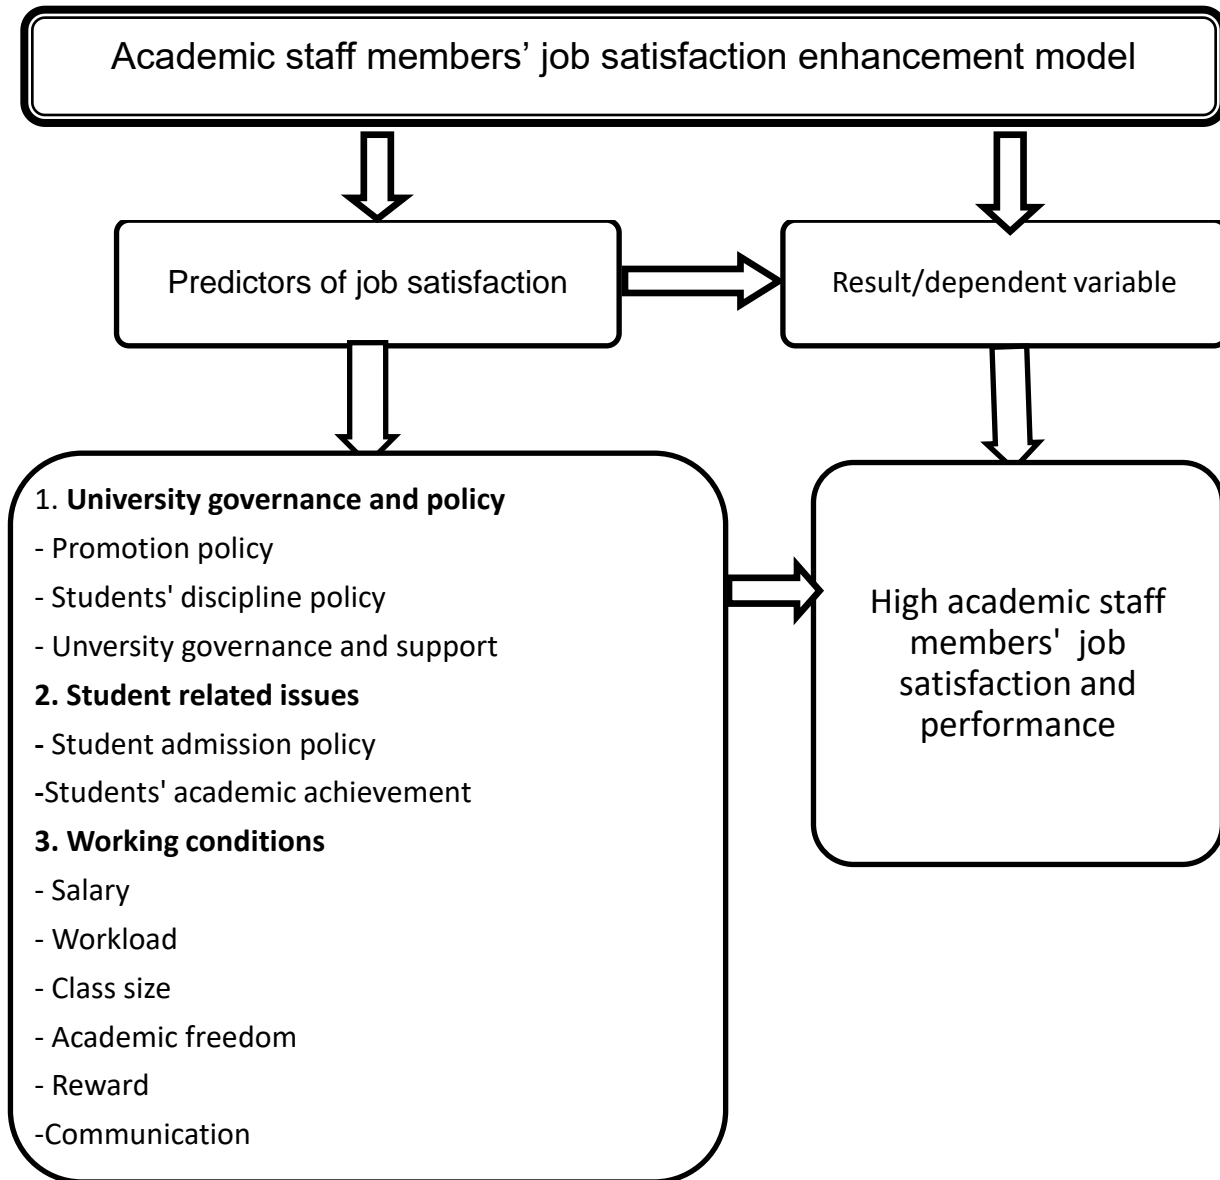 Academic staff members’ job satisfaction enhancement model
Predictors of job satisfaction
Result/dependent variable
1. University governance and policy
- Promotion policy
- Students' discipline policy
- Unversity governance and support
2. Student related issues
- Student admission policy
-Students' academic achievement
3. Working conditions
- Salary
- Workload
- Class size
- Academic freedom
- Reward
-Communication
High academic staff
members' job
satisfaction and
performance